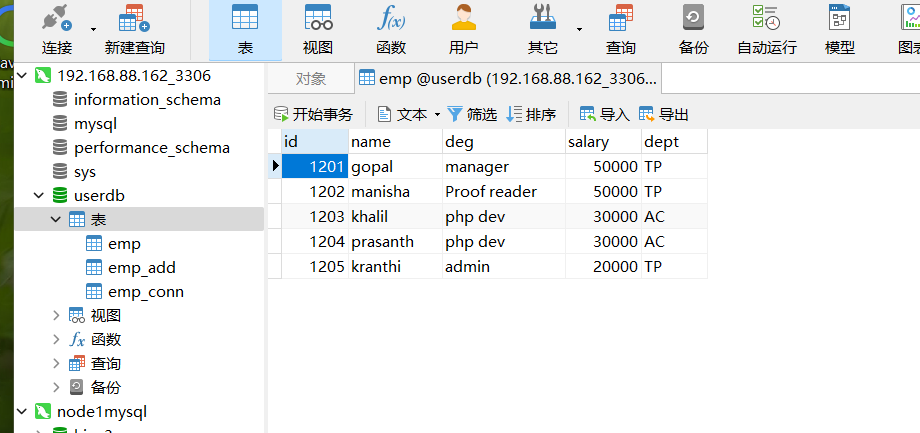 连接 新建查询 表 视图 函数 用户 其它 查询 备份 自动运行 模型
192.168.88.162_3306
information_schema
mysql
performance_schema
sys
userdb
表
emp
emp_add
emp_conn
视图
函数
查询
备份
node1mysql
对象 emp @userdb (192.168.88.162_3306...
开始事务 文本 筛选 排序 导入 导出
id name deg salary dept
1201 gopal manager 50000 TP
1202 manisha Proof reader 50000 TP
1203 khalil php dev 30000 AC
1204 prasanth php dev 30000 AC
1205 kranthi admin 20000 TP